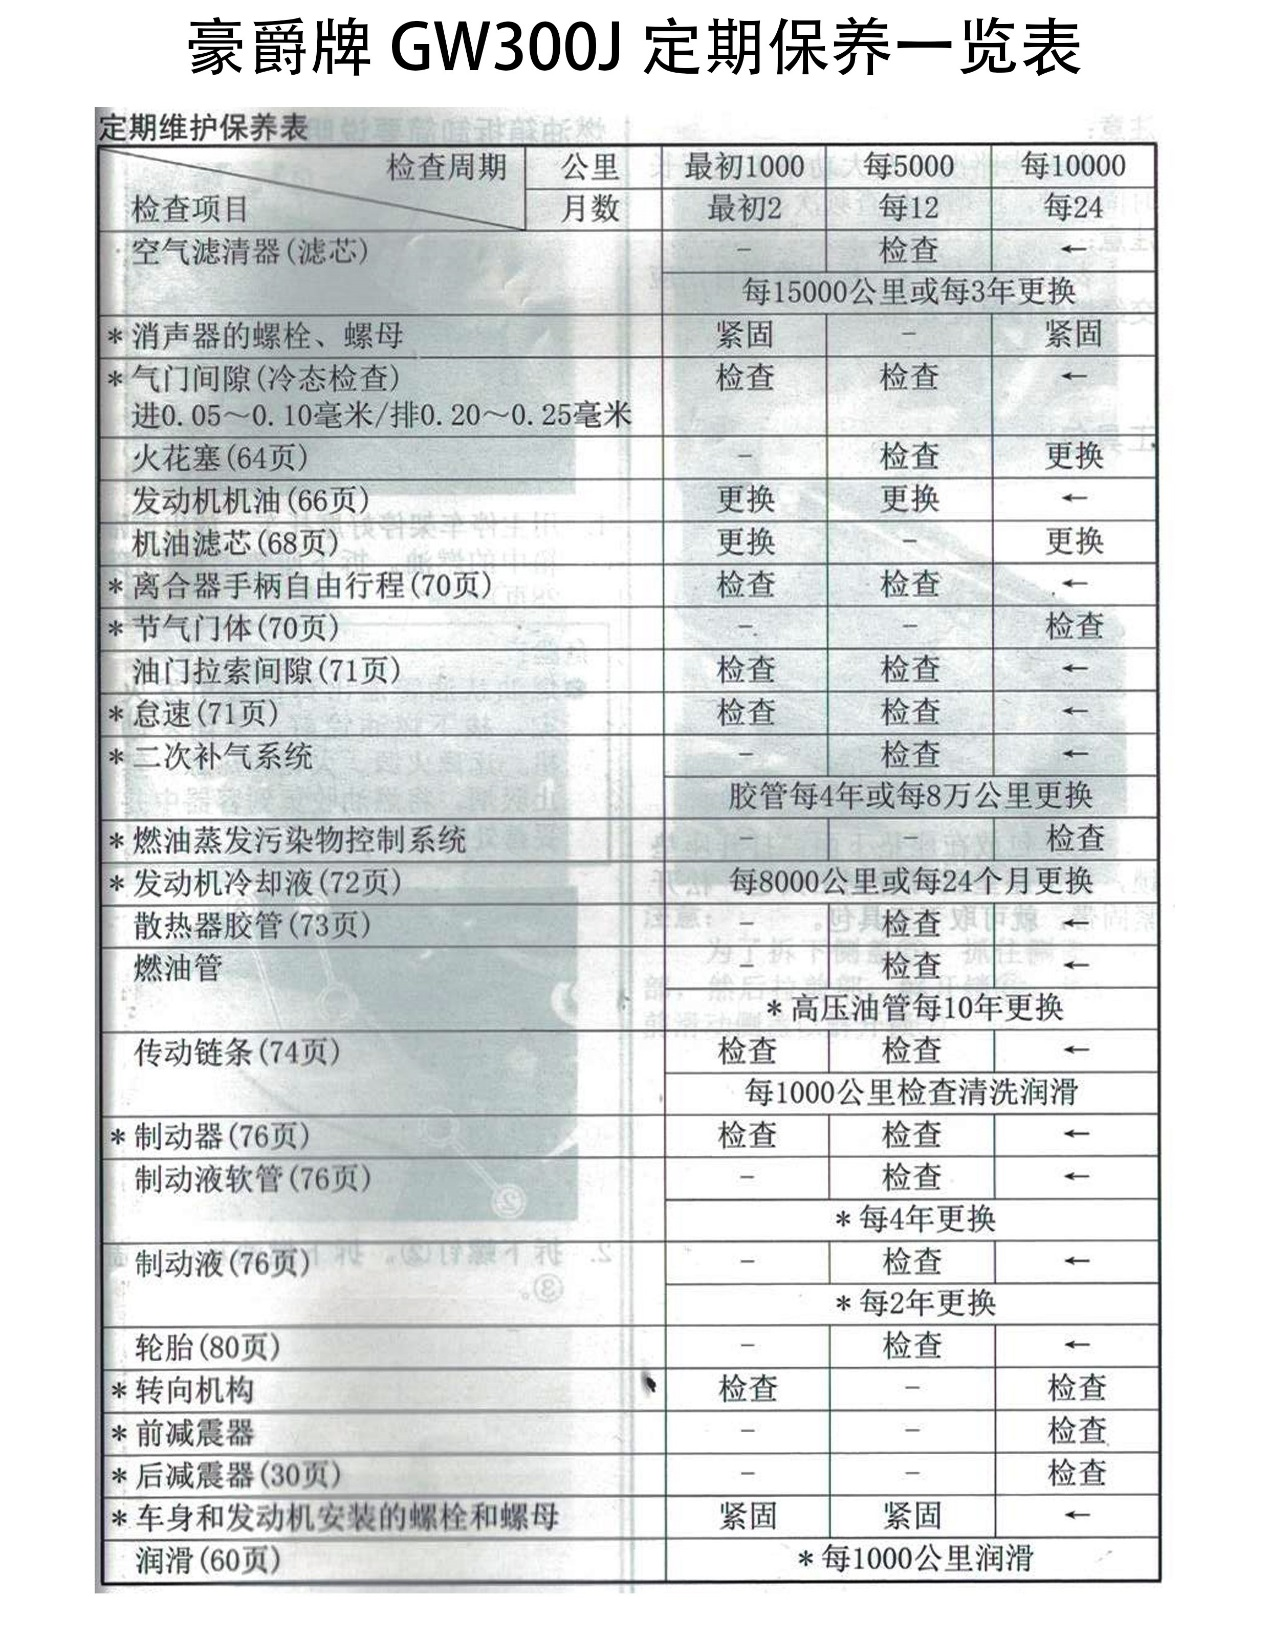 豪爵牌 GW300J 定期保养一览表
定期维护保养表
检查周期 公里 最初1000 每5000 每10000
检查项目 月数 最初2 每12 每24
空气滤清器(滤芯) － 检查 ←
每15000公里或每3年更换
*消声器的螺栓、螺母 紧固 － 紧固
*气门间隙(冷态检查) 检查 检查 ←
进0.05～0.10毫米/排0.20～0.25毫米
火花塞(64页) － 检查 更换
发动机机油(66页) 更换 更换 ←
机油滤芯(68页) 更换 － 更换
*离合器手柄自由行程(70页) 检查 检查 ←
*节气门体(70页) － － 检查
油门拉索间隙(71页) 检查 检查 ←
*怠速(71页) 检查 检查 ←
*二次补气系统 － 检查 ←
胶管每4年或每8万公里更换
*燃油蒸发污染物控制系统 － － 检查
*发动机冷却液(72页) 每8000公里或每24个月更换
散热器胶管(73页) － 检查 ←
燃油管 － 检查 ←
*高压油管每10年更换
传动链条(74页) 检查 检查 ←
每1000公里检查清洗润滑
*制动器(76页) 检查 检查 ←
制动液软管(76页) － 检查 ←
*每4年更换
制动液(76页) － 检查 ←
*每2年更换
轮胎(80页) － 检查 ←
*转向机构 检查 － 检查
*前减震器 － － 检查
*后减震器(30页) － － 检查
*车身和发动机安装的螺栓和螺母 紧固 紧固 ←
润滑(60页) *每1000公里润滑